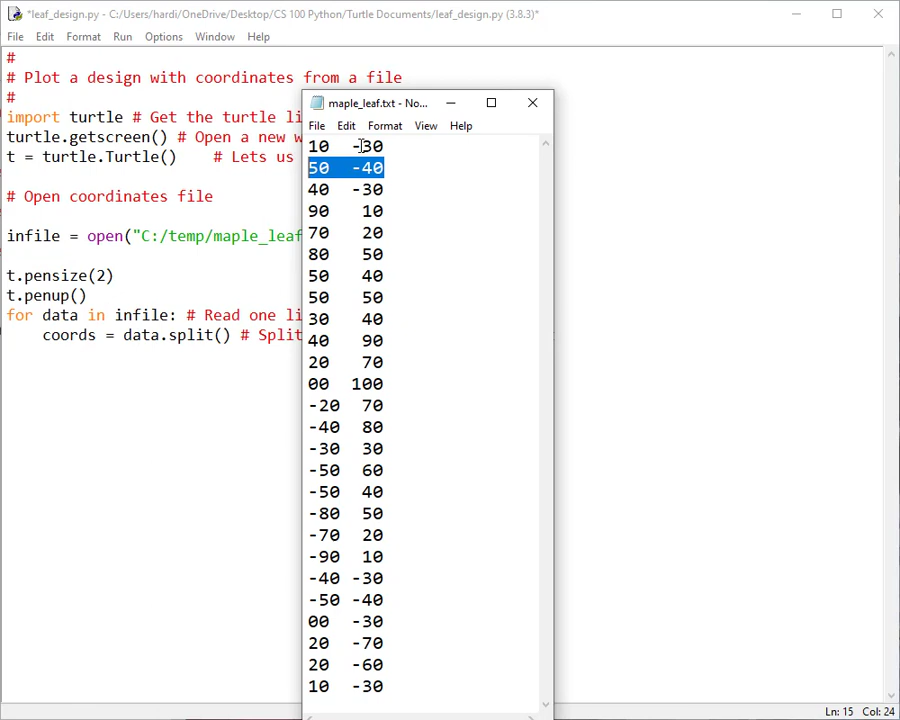 *leaf_design.py - C:/Users/hardi/OneDrive/Desktop/CS 100 Python/Turtle Documents/leaf_design.py (3.8.3)*
File Edit Format Run Options Window Help
#
# Plot a design with coordinates from a file
#
import turtle # Get the turtle li
turtle.getscreen() # Open a new w
t = turtle.Turtle() # Lets us
# Open coordinates file
infile = open("C:/temp/maple_leaf
t.pensize(2)
t.penup()
for data in infile: # Read one li
coords = data.split() # Split
maple_leaf.txt - No...
File Edit Format View Help
10 -30
50 -40
40 -30
90 10
70 20
80 50
50 40
50 50
30 40
40 90
20 70
00 100
-20 70
-40 80
-30 30
-50 60
-50 40
-80 50
-70 20
-90 10
-40 -30
-50 -40
00 -30
20 -70
20 -60
10 -30
Ln: 15 Col: 24